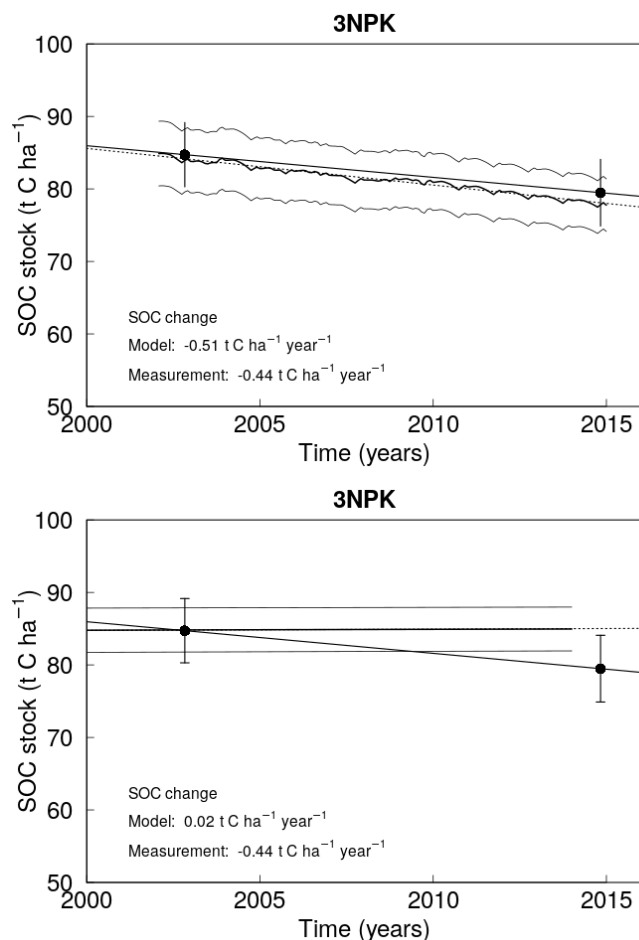 3NPK
100
90
80
70
60
50
SOC stock (t C ha⁻¹)
SOC change
Model: -0.51 t C ha⁻¹ year⁻¹
Measurement: -0.44 t C ha⁻¹ year⁻¹
2000 2005 2010 2015
Time (years)
3NPK
100
90
80
70
60
50
SOC stock (t C ha⁻¹)
SOC change
Model: 0.02 t C ha⁻¹ year⁻¹
Measurement: -0.44 t C ha⁻¹ year⁻¹
2000 2005 2010 2015
Time (years)